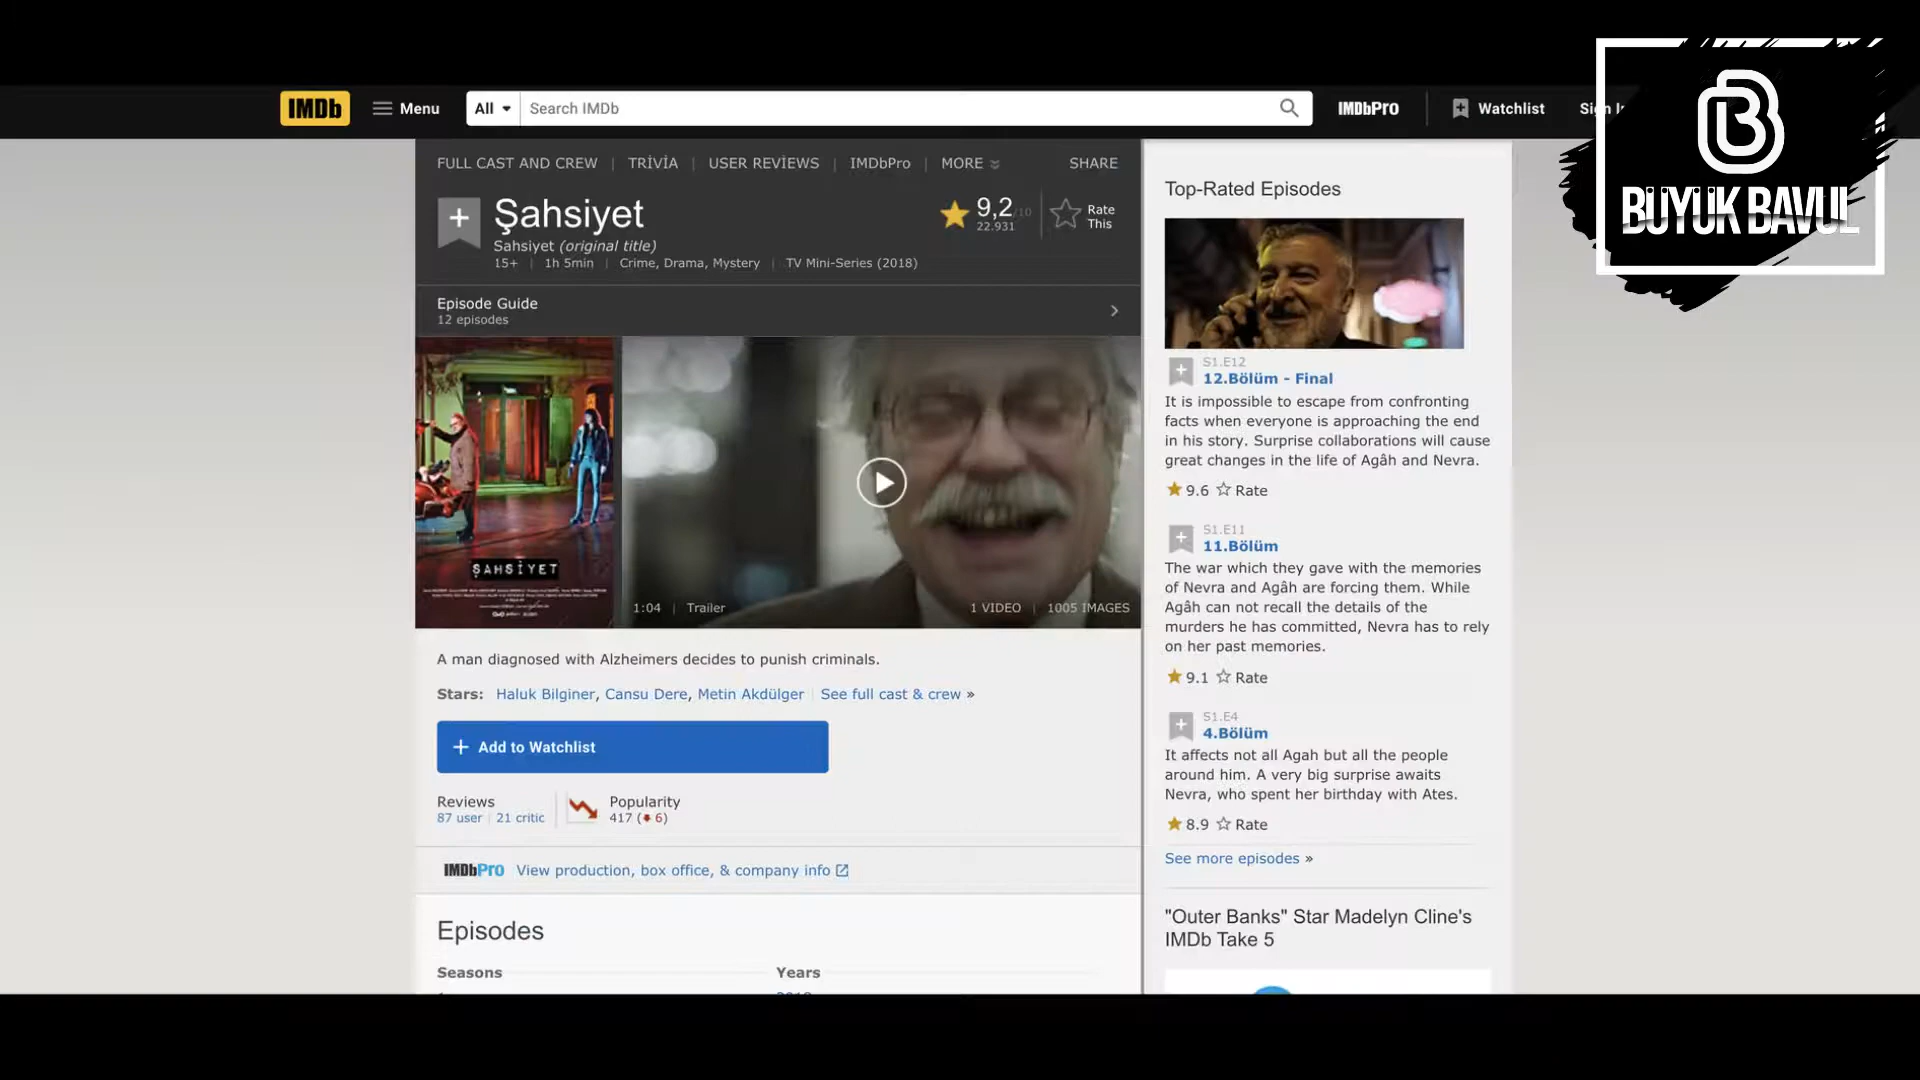 IMDb
Menu
All
Search IMDb
IMDbPro
Watchlist
Sign
BÜYÜK BAVUL
FULL CAST AND CREW | TRİVİA | USER REVİEWS | IMDbPro | MORE
SHARE
Şahsiyet
Sahsiyet (original title)
15+ | 1h 5min | Crime, Drama, Mystery | TV Mini-Series (2018)
9,2/10
22.931
Rate
This
Episode Guide
12 episodes
ŞAHSİYET
1:04 | Trailer
1 VIDEO | 1005 IMAGES
A man diagnosed with Alzheimers decides to punish criminals.
Stars: Haluk Bilginer, Cansu Dere, Metin Akdülger | See full cast & crew »
+ Add to Watchlist
Reviews
87 user | 21 critic
Popularity
417 (6)
IMDbPro View production, box office, & company info
Episodes
Seasons
Years
Top-Rated Episodes
S1.E12
12.Bölüm - Final
It is impossible to escape from confronting
facts when everyone is approaching the end
in his story. Surprise collaborations will cause
great changes in the life of Agâh and Nevra.
9.6 Rate
S1.E11
11.Bölüm
The war which they gave with the memories
of Nevra and Agâh are forcing them. While
Agâh can not recall the details of the
murders he has committed, Nevra has to rely
on her past memories.
9.1 Rate
S1.E4
4.Bölüm
It affects not all Agah but all the people
around him. A very big surprise awaits
Nevra, who spent her birthday with Ates.
8.9 Rate
See more episodes »
"Outer Banks" Star Madelyn Cline's
IMDb Take 5